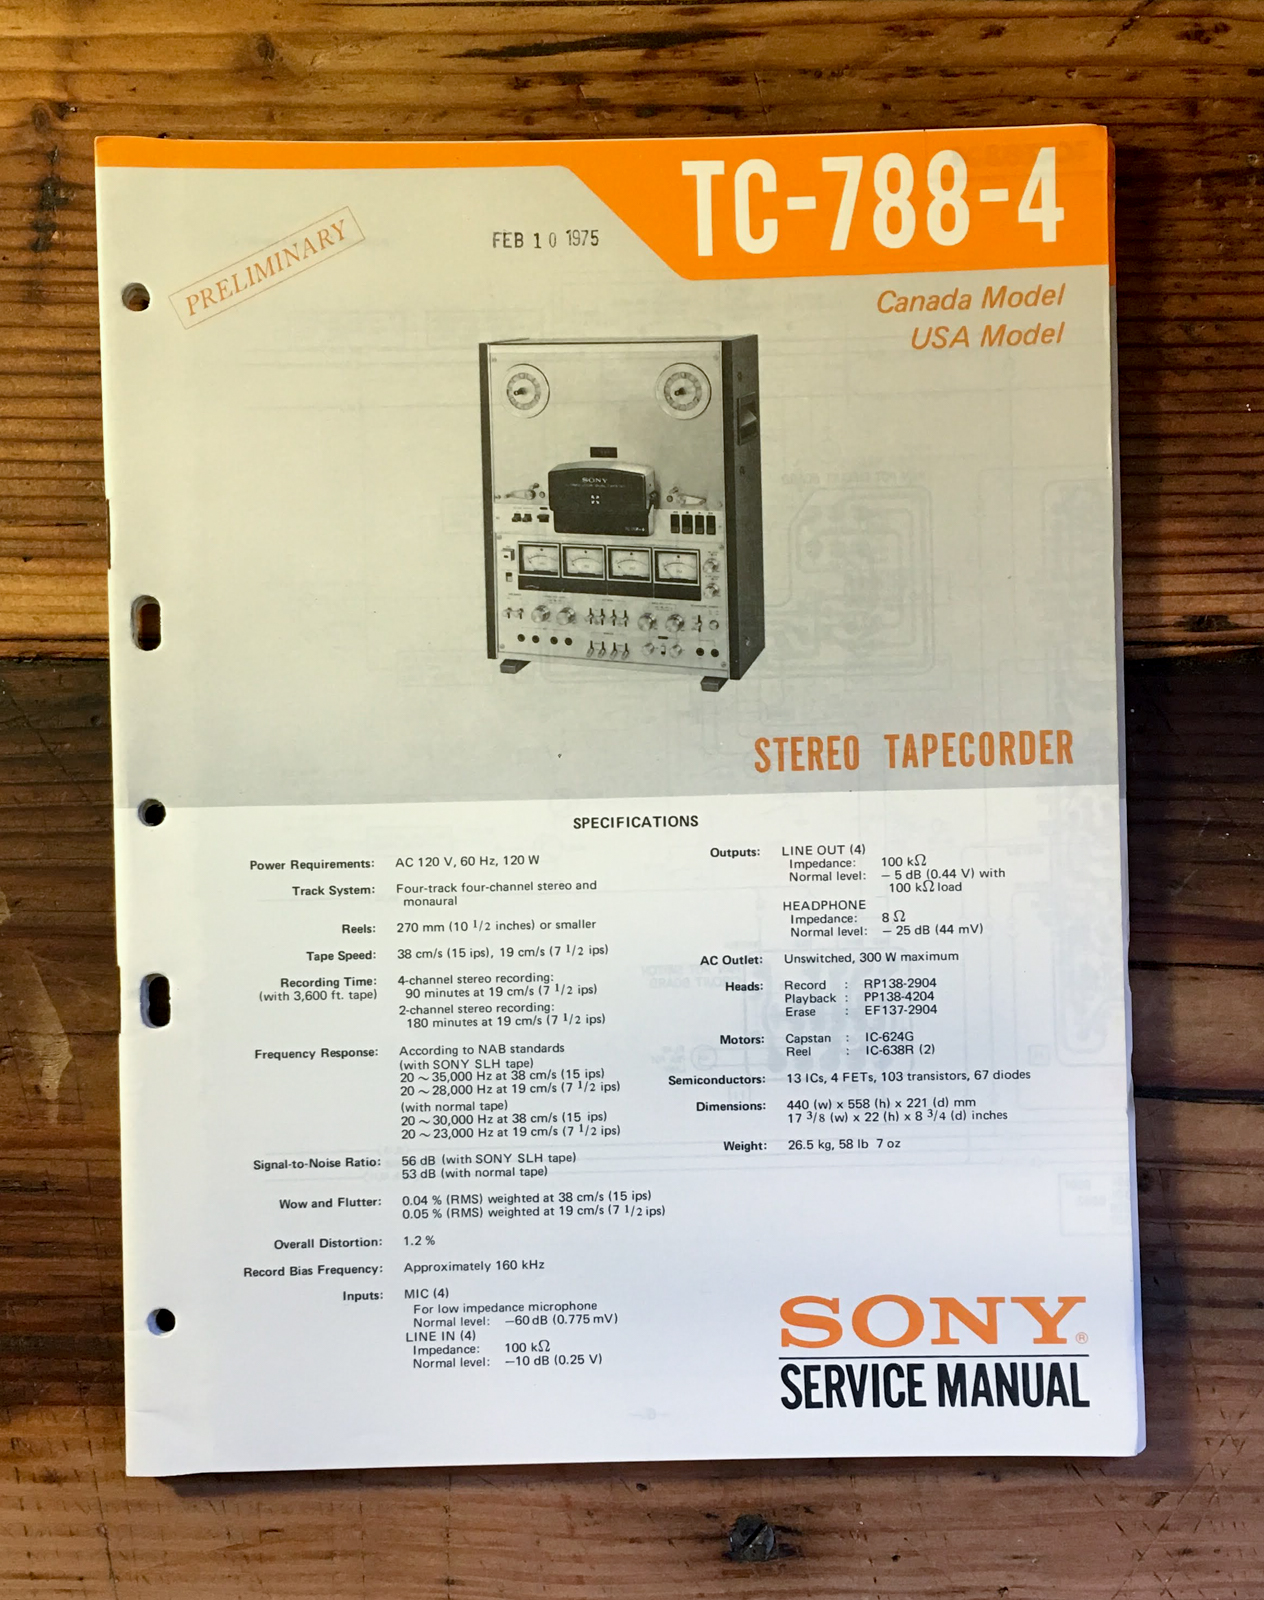 TC-788-4
PRELIMINARY
FEB 10 1975
Canada Model
USA Model
SONY
STEREO TAPECORDER
SPECIFICATIONS
Power Requirements: AC 120 V, 60 Hz, 120 W
Track System: Four-track four-channel stereo and
monaural
Reels: 270 mm (10 1/2 inches) or smaller
Tape Speed: 38 cm/s (15 ips), 19 cm/s (7 1/2 ips)
Recording Time: 4-channel stereo recording:
(with 3,600 ft. tape) 90 minutes at 19 cm/s (7 1/2 ips)
2-channel stereo recording:
180 minutes at 19 cm/s (7 1/2 ips)
Frequency Response: According to NAB standards
(with SONY SLH tape)
20 ~ 35,000 Hz at 38 cm/s (15 ips)
20 ~ 28,000 Hz at 19 cm/s (7 1/2 ips)
(with normal tape)
20 ~ 30,000 Hz at 38 cm/s (15 ips)
20 ~ 23,000 Hz at 19 cm/s (7 1/2 ips)
Signal-to-Noise Ratio: 56 dB (with SONY SLH tape)
53 dB (with normal tape)
Wow and Flutter: 0.04 % (RMS) weighted at 38 cm/s (15 ips)
0.05 % (RMS) weighted at 19 cm/s (7 1/2 ips)
Overall Distortion: 1.2 %
Record Bias Frequency: Approximately 160 kHz
Inputs: MIC (4)
For low impedance microphone
Normal level: −60 dB (0.775 mV)
LINE IN (4)
Impedance: 100 kΩ
Normal level: −10 dB (0.25 V)
Outputs: LINE OUT (4)
Impedance: 100 kΩ
Normal level: − 5 dB (0.44 V) with
100 kΩ load
HEADPHONE
Impedance: 8 Ω
Normal level: − 25 dB (44 mV)
AC Outlet: Unswitched, 300 W maximum
Heads: Record : RP138-2904
Playback : PP138-4204
Erase : EF137-2904
Motors: Capstan : IC-624G
Reel : IC-638R (2)
Semiconductors: 13 ICs, 4 FETs, 103 transistors, 67 diodes
Dimensions: 440 (w) x 558 (h) x 221 (d) mm
17 3/8 (w) x 22 (h) x 8 3/4 (d) inches
Weight: 26.5 kg, 58 lb 7 oz
SONY®
SERVICE MANUAL